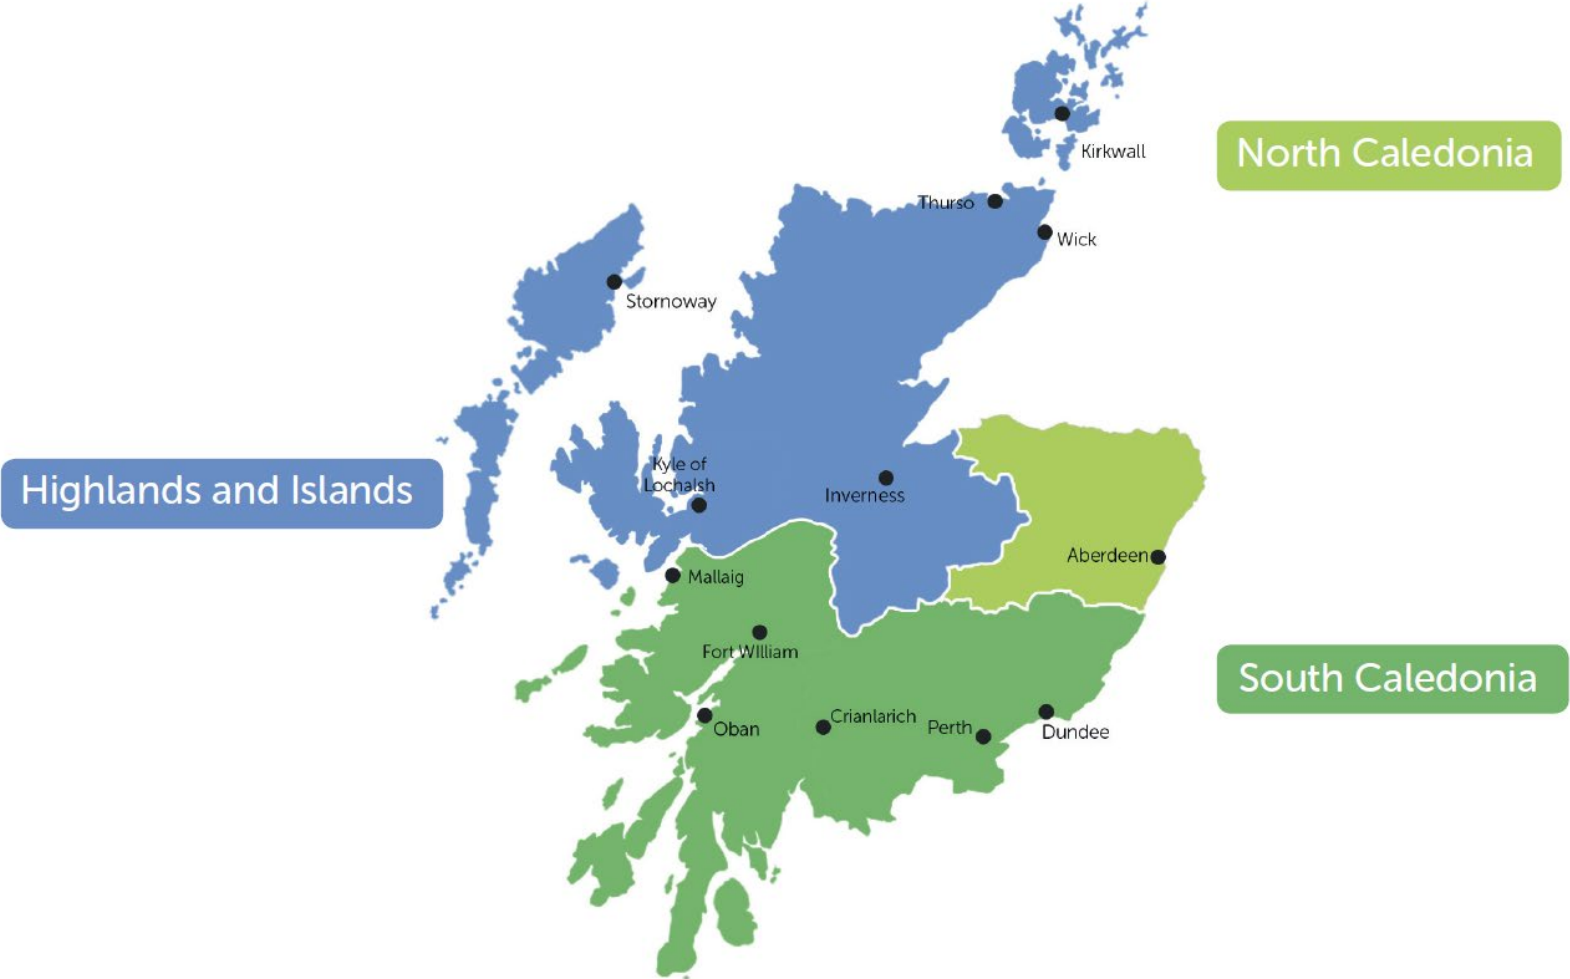 Kirkwall
North Caledonia
Thurso
Wick
Stornoway
Kyle of
Lochalsh
Highlands and Islands
Inverness
Aberdeen
Mallaig
Fort WIlliam
South Caledonia
Crianlarich
Oban
Perth
Dundee